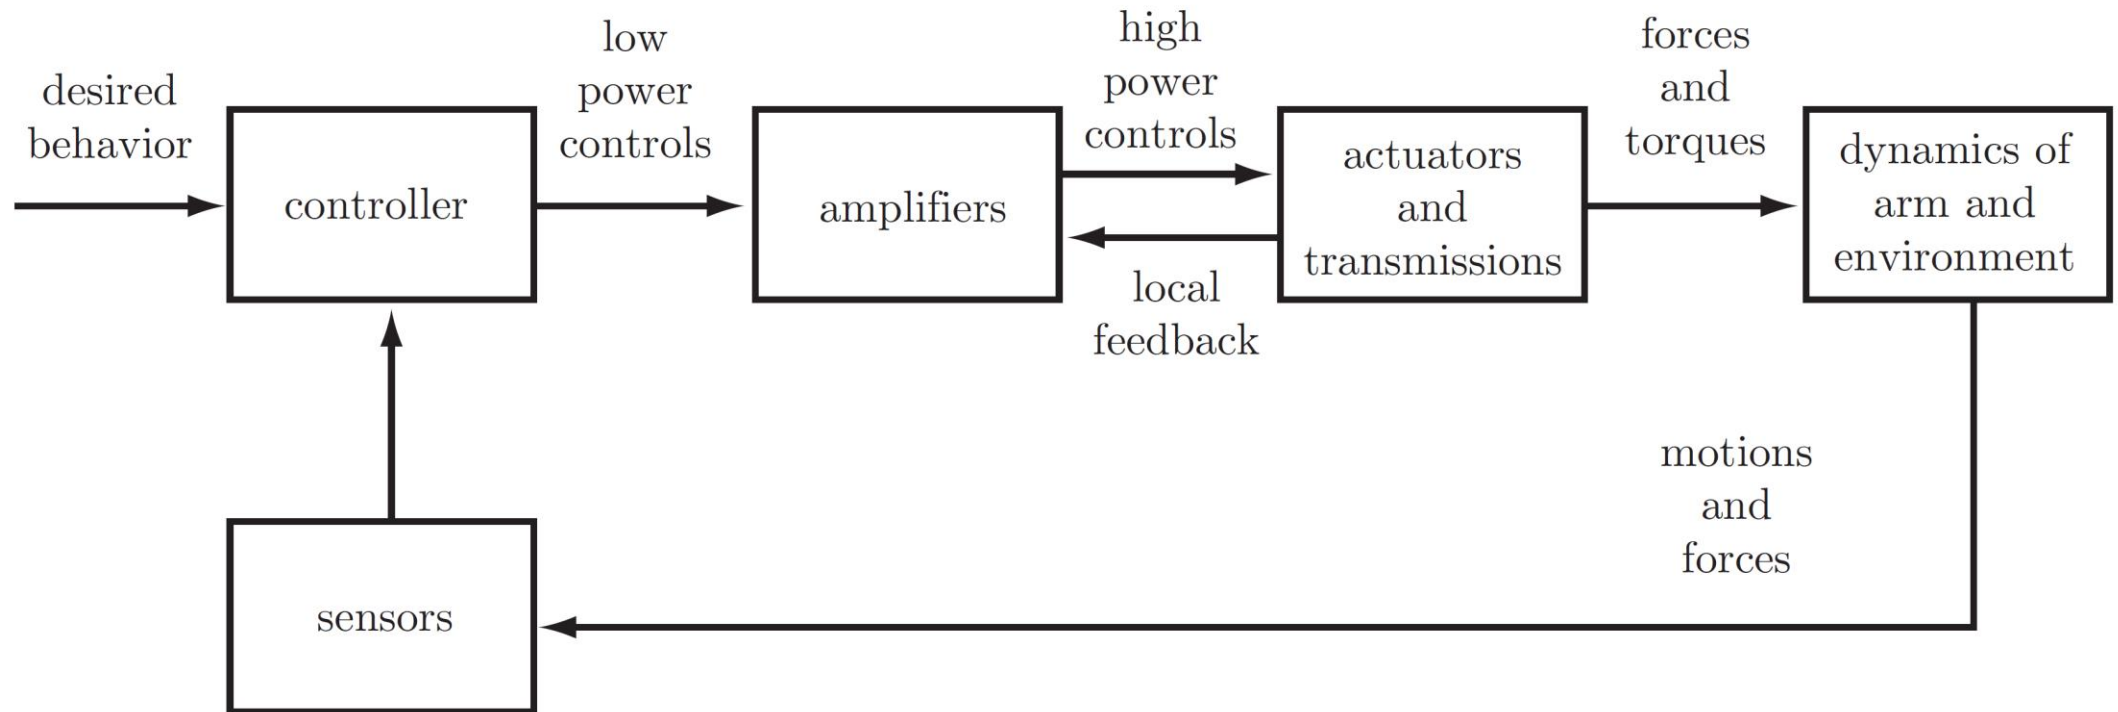 desired
behavior
controller
low
power
controls
amplifiers
high
power
controls
local
feedback
actuators
and
transmissions
forces
and
torques
dynamics of
arm and
environment
motions
and
forces
sensors